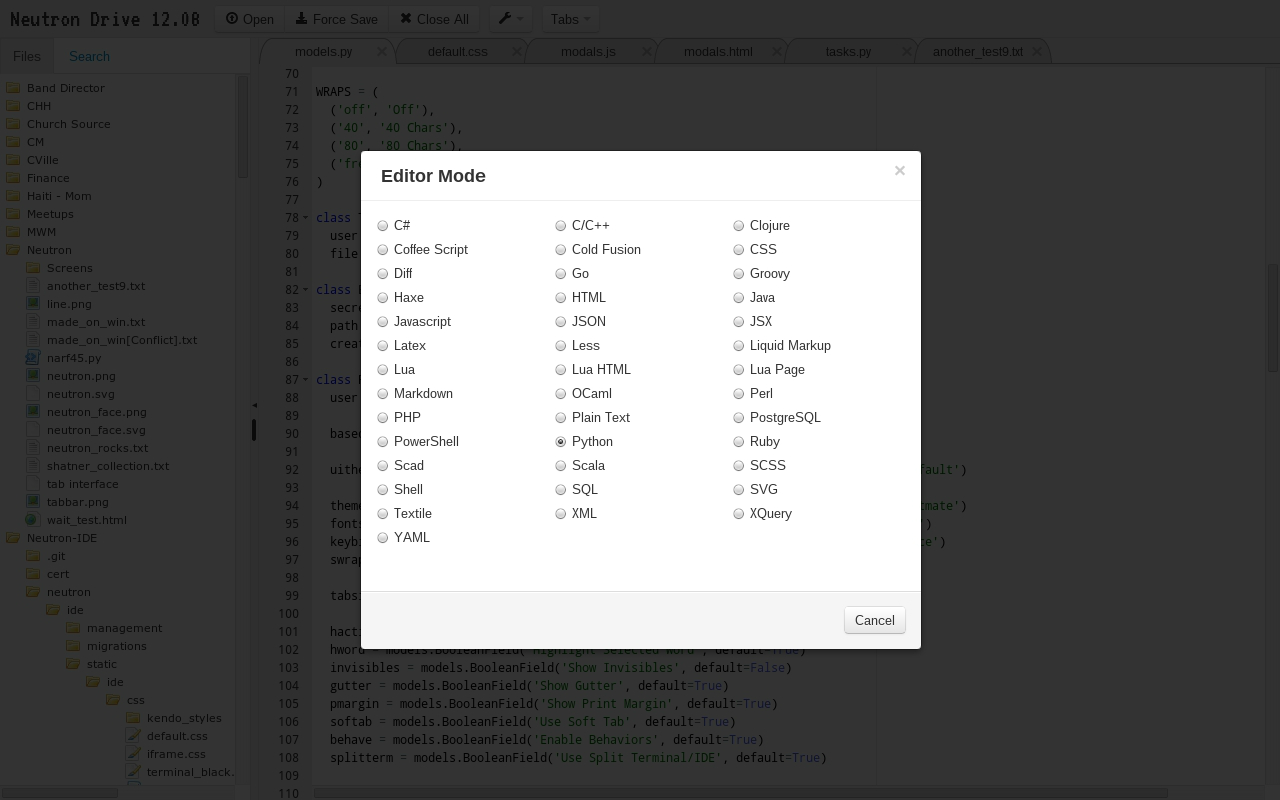 Neutron Drive 12.08
Open
Force Save
Close All
Tabs
Files
Search
models.py
default.css
modals.js
modals.html
tasks.py
another_test9.txt
Band Director
CHH
Church Source
CM
CVille
Finance
Haiti - Mom
Meetups
MWM
Neutron
Screens
another_test9.txt
line.png
made_on_win.txt
made_on_win[Conflict].txt
narf45.py
neutron.png
neutron.svg
neutron_face.png
neutron_face.svg
neutron_rocks.txt
shatner_collection.txt
tab interface
tabbar.png
wait_test.html
Neutron-IDE
.git
cert
neutron
ide
management
migrations
static
ide
css
kendo_styles
default.css
iframe.css
terminal_black.
70
71 WRAPS = (
72 ('off', 'Off'),
73 ('40', '40 Chars'),
74 ('80', '80 Chars'),
75 ('fre
76 )
77
78 class
79 user
80 file
81
82 class
83 secre
84 path
85 creat
86
87 class
88 user
89
90 based
91
92 uithe fault')
93
94 theme mate')
95 fonts ')
96 keybi e')
97 swrap
98
99 tabsi
100
101 hacti
102 hword = models.BooleanField('Highlight Selected Word', default=True)
103 invisibles = models.BooleanField('Show Invisibles', default=False)
104 gutter = models.BooleanField('Show Gutter', default=True)
105 pmargin = models.BooleanField('Show Print Margin', default=True)
106 softab = models.BooleanField('Use Soft Tab', default=True)
107 behave = models.BooleanField('Enable Behaviors', default=True)
108 splitterm = models.BooleanField('Use Split Terminal/IDE', default=True)
109
110
Editor Mode
×
C# C/C++ Clojure
Coffee Script Cold Fusion CSS
Diff Go Groovy
Haxe HTML Java
Javascript JSON JSX
Latex Less Liquid Markup
Lua Lua HTML Lua Page
Markdown OCaml Perl
PHP Plain Text PostgreSQL
PowerShell Python Ruby
Scad Scala SCSS
Shell SQL SVG
Textile XML XQuery
YAML
Cancel